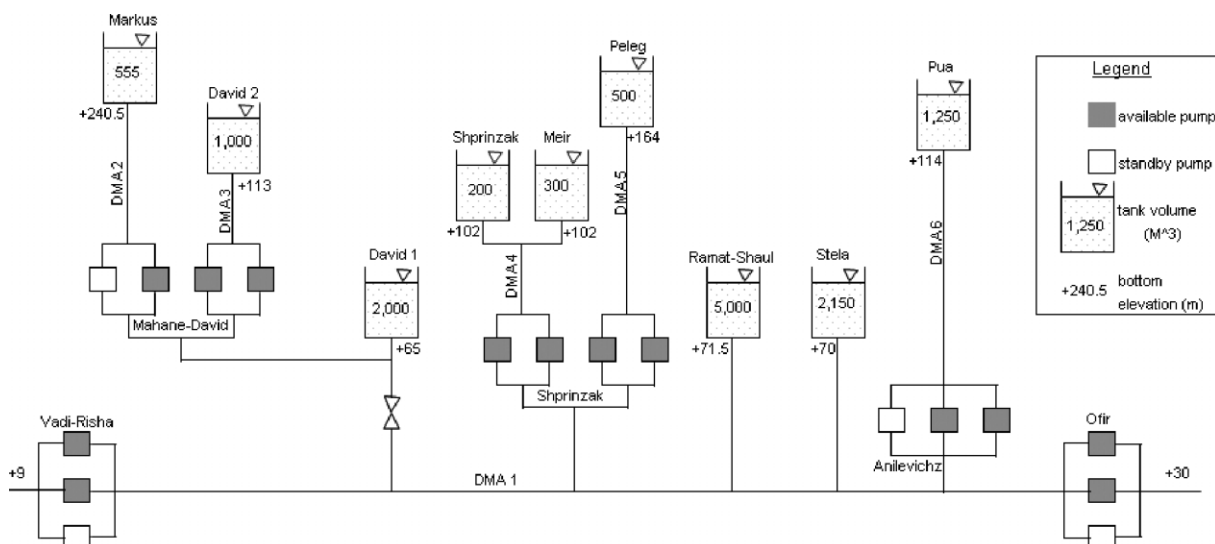 Markus
555
+240.5
DMA2
David 2
1,000
+113
DMA3
Mahane-David
David 1
2,000
+65
Shprinzak
200
+102
Meir
300
+102
DMA4
Peleg
500
+164
DMA5
Shprinzak
Ramat-Shaul
5,000
+71.5
Stela
2,150
+70
Pua
1,250
+114
DMA6
Anilevichz
Vadi-Risha
+9
DMA 1
Ofir
+30
Legend
available pump
standby pump
1,250
tank volume
(M^3)
+240.5
bottom
elevation (m)